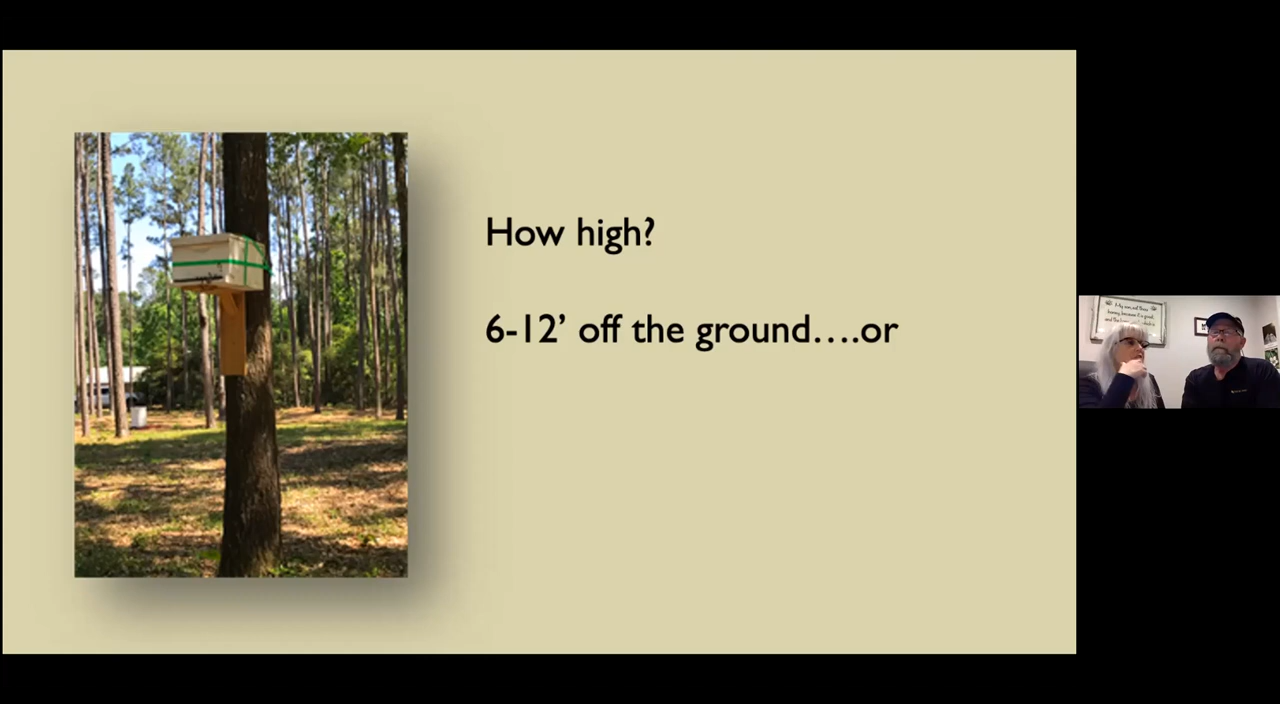 How high?
6-12’ off the ground....or